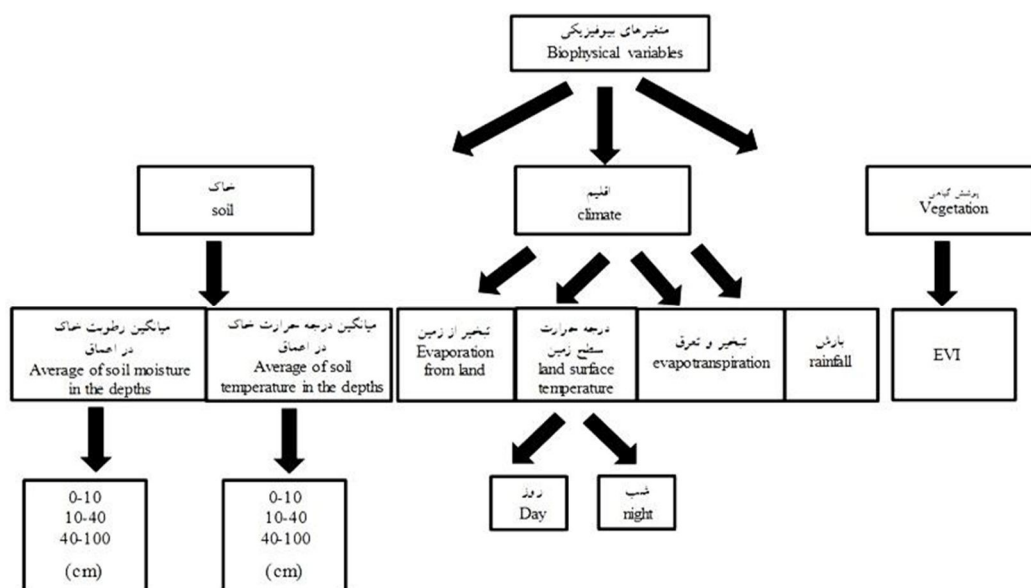 متغیرهای بیوفیزیکی
Biophysical variables
خاک
soil
اقلیم
climate
پوشش گیاهی
Vegetation
میانگین رطوبت خاک
در اعماق
Average of soil moisture
in the depths
میانگین درجه حرارت خاک
در اعماق
Average of soil
temperature in the depths
تبخیر از زمین
Evaporation
from land
درجه حرارت
سطح زمین
land surface
temperature
تبخیر و تعرق
evapotranspiration
بارش
rainfall
EVI
0-10
10-40
40-100
(cm)
0-10
10-40
40-100
(cm)
روز
Day
شب
night